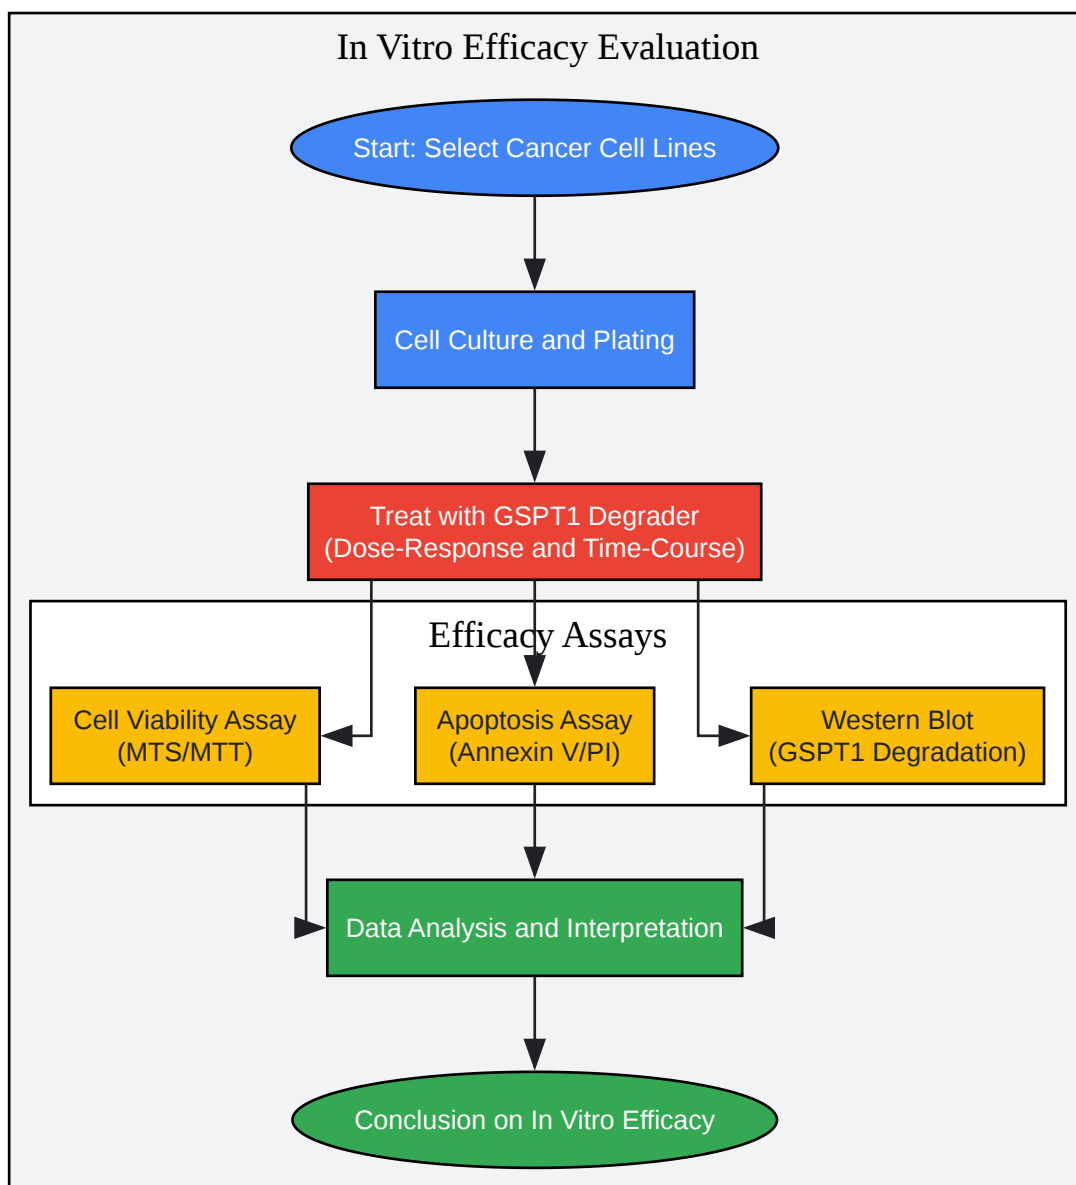 In Vitro Efficacy Evaluation
Start: Select Cancer Cell Lines
Cell Culture and Plating
Treat with GSPT1 Degrader
(Dose-Response and Time-Course)
Efficacy Assays
Cell Viability Assay
(MTS/MTT)
Apoptosis Assay
(Annexin V/PI)
Western Blot
(GSPT1 Degradation)
Data Analysis and Interpretation
Conclusion on In Vitro Efficacy